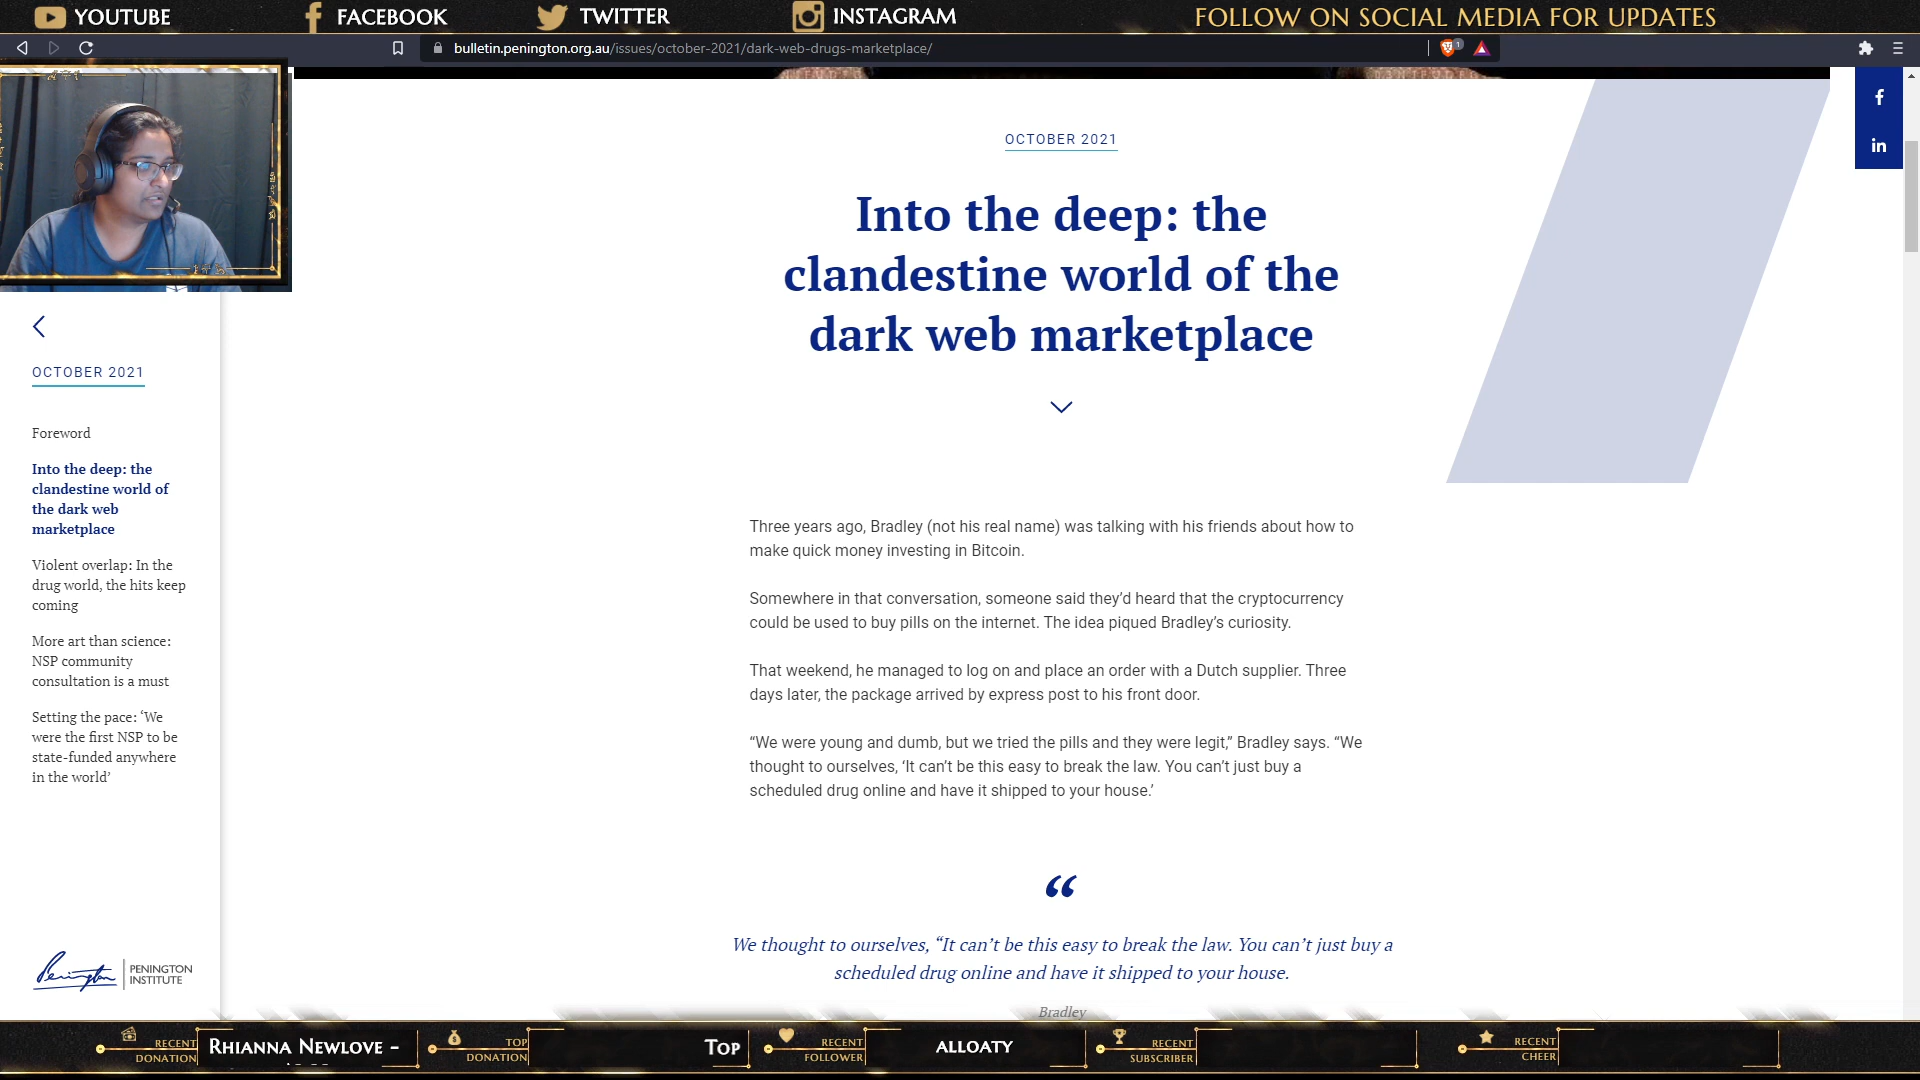 YOUTUBE
FACEBOOK
TWITTER
INSTAGRAM
FOLLOW ON SOCIAL MEDIA FOR UPDATES
bulletin.penington.org.au/issues/october-2021/dark-web-drugs-marketplace/
1
f
in
OCTOBER 2021
Into the deep: the
clandestine world of the
dark web marketplace
OCTOBER 2021
Foreword
Into the deep: the
clandestine world of
the dark web
marketplace
Violent overlap: In the
drug world, the hits keep
coming
More art than science:
NSP community
consultation is a must
Setting the pace: ‘We
were the first NSP to be
state-funded anywhere
in the world’
Penington
PENINGTON
INSTITUTE
Three years ago, Bradley (not his real name) was talking with his friends about how to
make quick money investing in Bitcoin.
Somewhere in that conversation, someone said they’d heard that the cryptocurrency
could be used to buy pills on the internet. The idea piqued Bradley’s curiosity.
That weekend, he managed to log on and place an order with a Dutch supplier. Three
days later, the package arrived by express post to his front door.
“We were young and dumb, but we tried the pills and they were legit,” Bradley says. “We
thought to ourselves, ‘It can’t be this easy to break the law. You can’t just buy a
scheduled drug online and have it shipped to your house.’
“
We thought to ourselves, “It can’t be this easy to break the law. You can’t just buy a
scheduled drug online and have it shipped to your house.
Bradley
RECENT
DONATION
RHIANNA NEWLOVE -
TOP
DONATION
TOP
RECENT
FOLLOWER
ALLOATY
RECENT
SUBSCRIBER
RECENT
CHEER